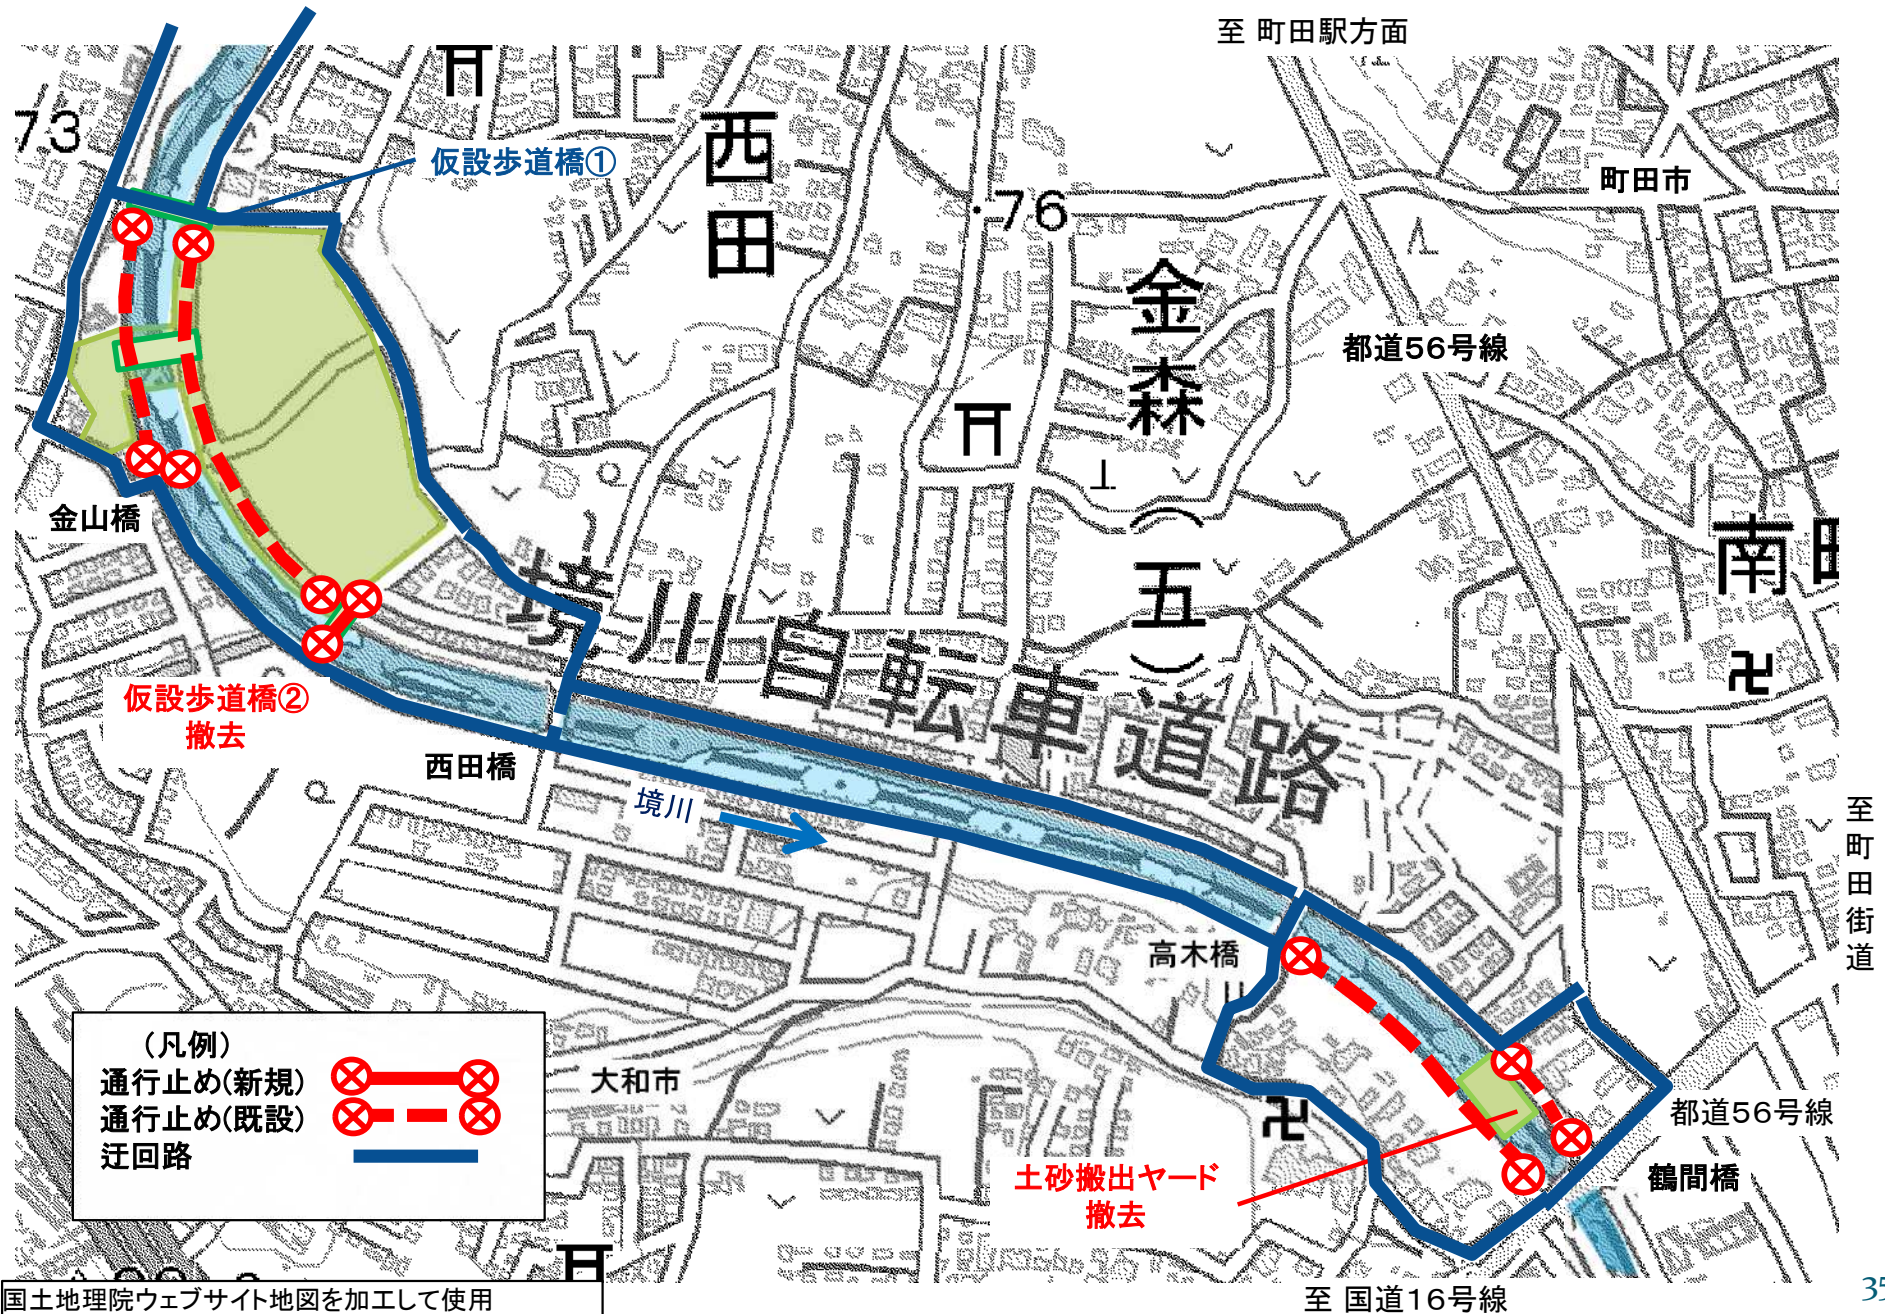 至 町田駅方面
73
仮設歩道橋①
西田
・76
町田市
金森(五)
都道56号線
金山橋
南
境川自転車道路
仮設歩道橋②
撤去
西田橋
境川
至町田街道
高木橋
(凡例)
通行止め(新規)
通行止め(既設)
迂回路
大和市
都道56号線
土砂搬出ヤード
撤去
鶴間橋
国土地理院ウェブサイト地図を加工して使用
至 国道16号線
35